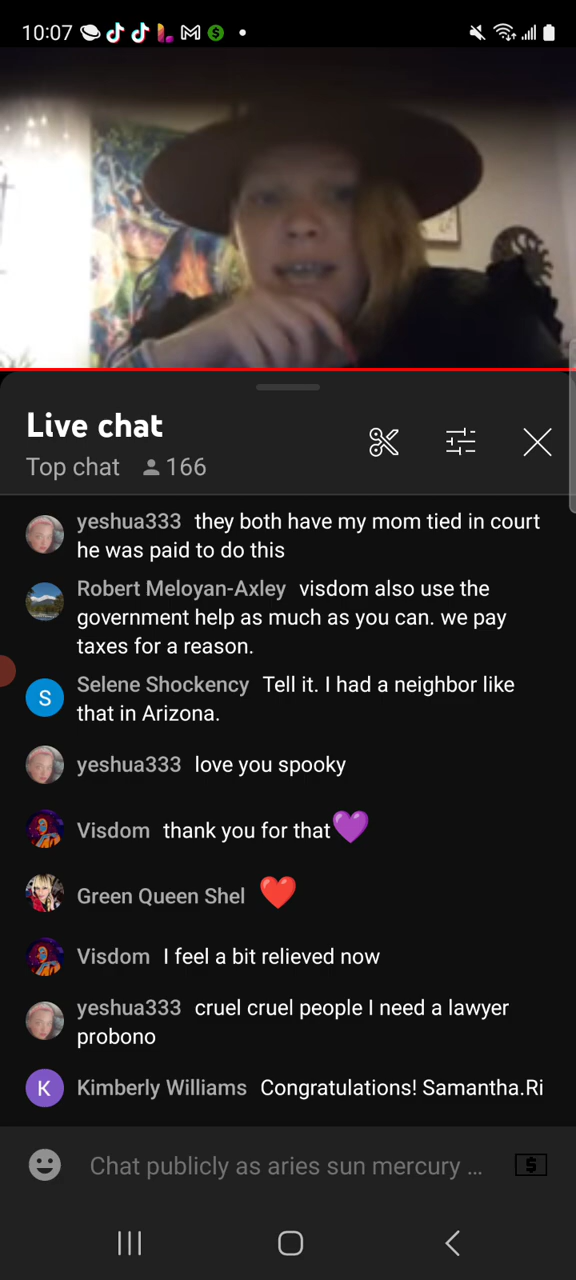 10:07
Live chat
Top chat 166
yeshua333 they both have my mom tied in court
he was paid to do this
Robert Meloyan-Axley visdom also use the
government help as much as you can. we pay
taxes for a reason.
S
Selene Shockency Tell it. I had a neighbor like
that in Arizona.
yeshua333 love you spooky
Visdom thank you for that💜
Green Queen Shel ❤️
Visdom I feel a bit relieved now
yeshua333 cruel cruel people I need a lawyer
probono
K
Kimberly Williams Congratulations! Samantha.Ri
Chat publicly as aries sun mercury ...